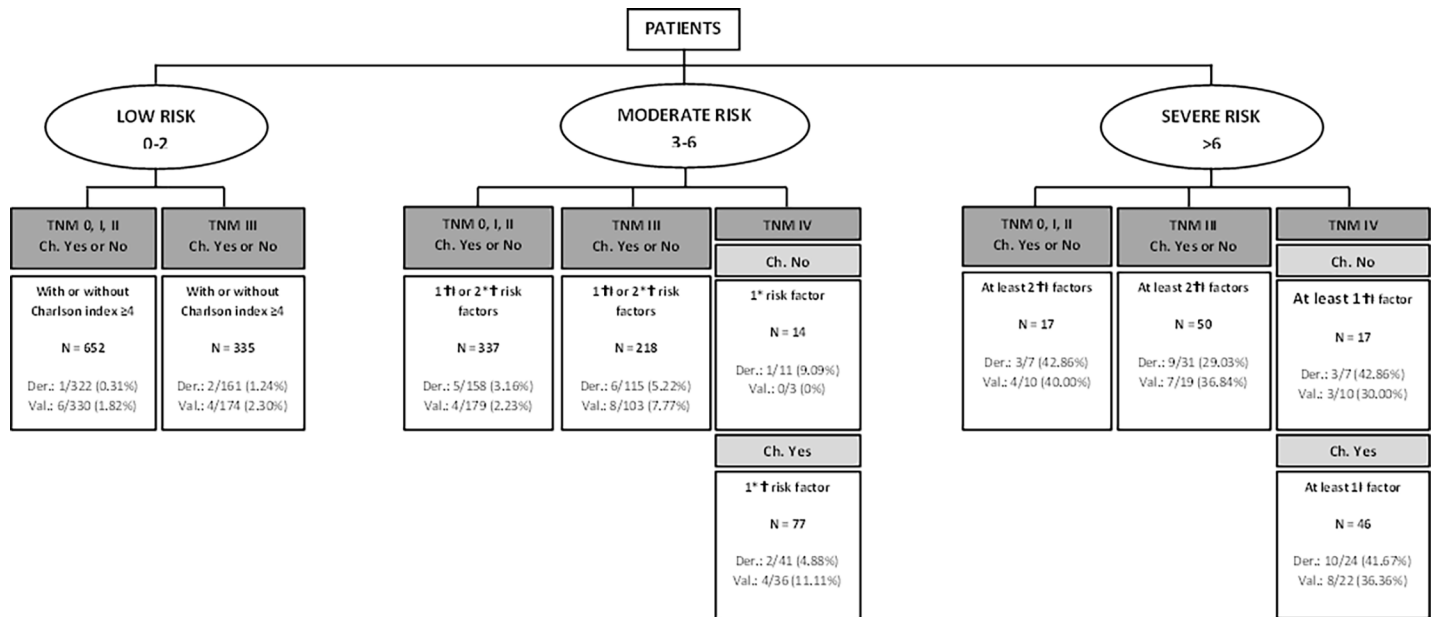 PATIENTS
LOW RISK
0-2
MODERATE RISK
3-6
SEVERE RISK
>6
TNM 0, I, II
Ch. Yes or No
With or without
Charlson index ≥4
N = 652
Der.: 1/322 (0.31%)
Val.: 6/330 (1.82%)
TNM III
Ch. Yes or No
With or without
Charlson index ≥4
N = 335
Der.: 2/161 (1.24%)
Val.: 4/174 (2.30%)
TNM 0, I, II
Ch. Yes or No
1 †ƚ or 2*† risk
factors
N = 337
Der.: 5/158 (3.16%)
Val.: 4/179 (2.23%)
TNM III
Ch. Yes or No
1†ƚ or 2*† risk
factors
N = 218
Der.: 6/115 (5.22%)
Val.: 8/103 (7.77%)
TNM IV
Ch. No
1* risk factor
N = 14
Der.: 1/11 (9.09%)
Val.: 0/3 (0%)
Ch. Yes
1* † risk factor
N = 77
Der.: 2/41 (4.88%)
Val.: 4/36 (11.11%)
TNM 0, I, II
Ch. Yes or No
At least 2†ƚ factors
N = 17
Der.: 3/7 (42.86%)
Val.: 4/10 (40.00%)
TNM III
Ch. Yes or No
At least 2†ƚ factors
N = 50
Der.: 9/31 (29.03%)
Val.: 7/19 (36.84%)
TNM IV
Ch. No
At least 1 †ƚ factor
N = 17
Der.: 3/7 (42.86%)
Val.: 3/10 (30.00%)
Ch. Yes
At least 1ƚ factor
N = 46
Der.: 10/24 (41.67%)
Val.: 8/22 (36.36%)